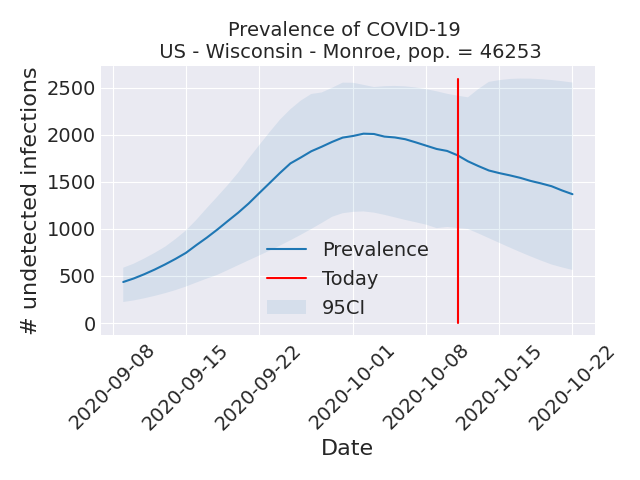 Prevalence of COVID-19
US - Wisconsin - Monroe, pop. = 46253
# undetected infections
2500
2000
1500
1000
500
0
Prevalence
Today
95CI
2020-09-08
2020-09-15
2020-09-22
2020-10-01
2020-10-08
2020-10-15
2020-10-22
Date